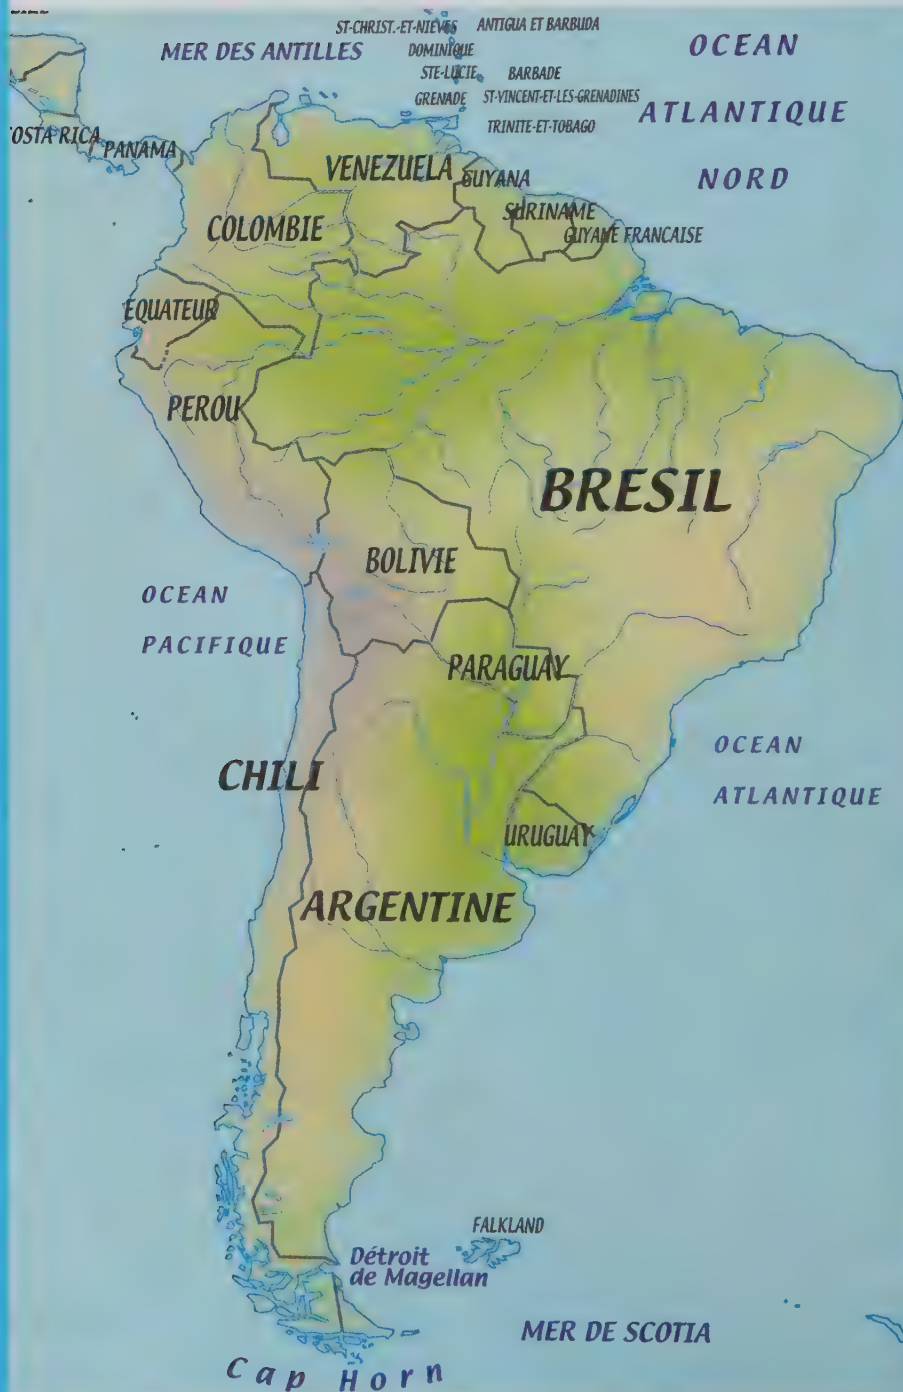 ST-CHRIST.-ET-NIEVES
ANTIGUA ET BARBUDA
MER DES ANTILLES
DOMINIQUE
OCEAN
STE-LUCIE
BARBADE
GRENADE
ST-VINCENT-ET-LES-GRENADINES
ATLANTIQUE
TRINITE-ET-TOBAGO
OSTA RICA
PANAMA
VENEZUELA
GUYANA
NORD
SURINAME
COLOMBIE
GUYANE FRANCAISE
EQUATEUR
PEROU
BRESIL
BOLIVIE
OCEAN
PACIFIQUE
PARAGUAY
CHILI
OCEAN
ATLANTIQUE
URUGUAY
ARGENTINE
FALKLAND
Détroit
de Magellan
MER DE SCOTIA
Cap Horn